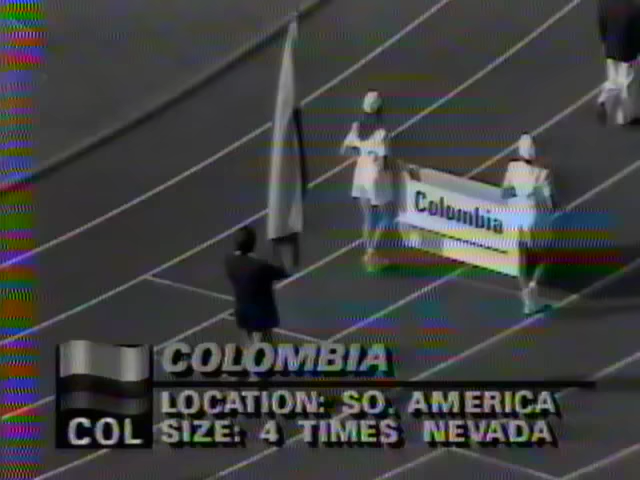 Colombia
COLOMBIA
LOCATION: SO. AMERICA
COL
SIZE: 4 TIMES NEVADA